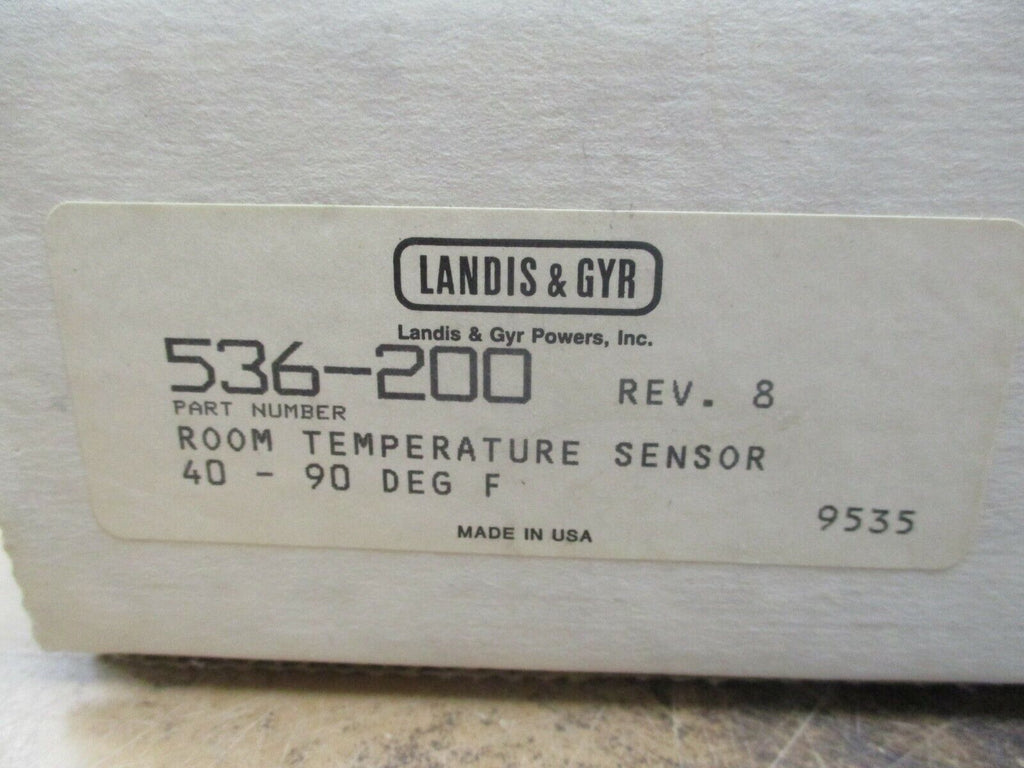 LANDIS & GYR
Landis & Gyr Powers, Inc.
536-200 REV. 8
PART NUMBER
ROOM TEMPERATURE SENSOR
40 - 90 DEG F
9535
MADE IN USA